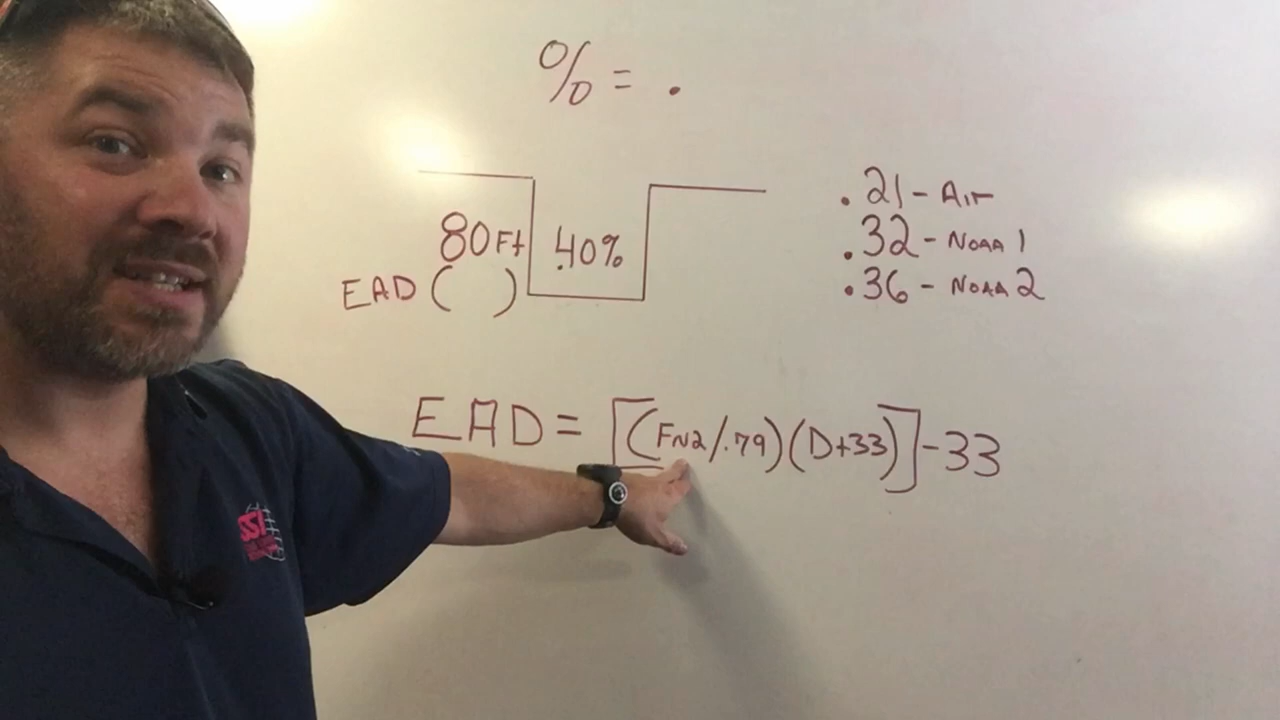 % = .
80Ft .40%
EAD ( )
.21 - Air
.32 - NOAA 1
.36 - NOAA 2
EAD = [(FN2/.79)(D+33)]-33
SSI